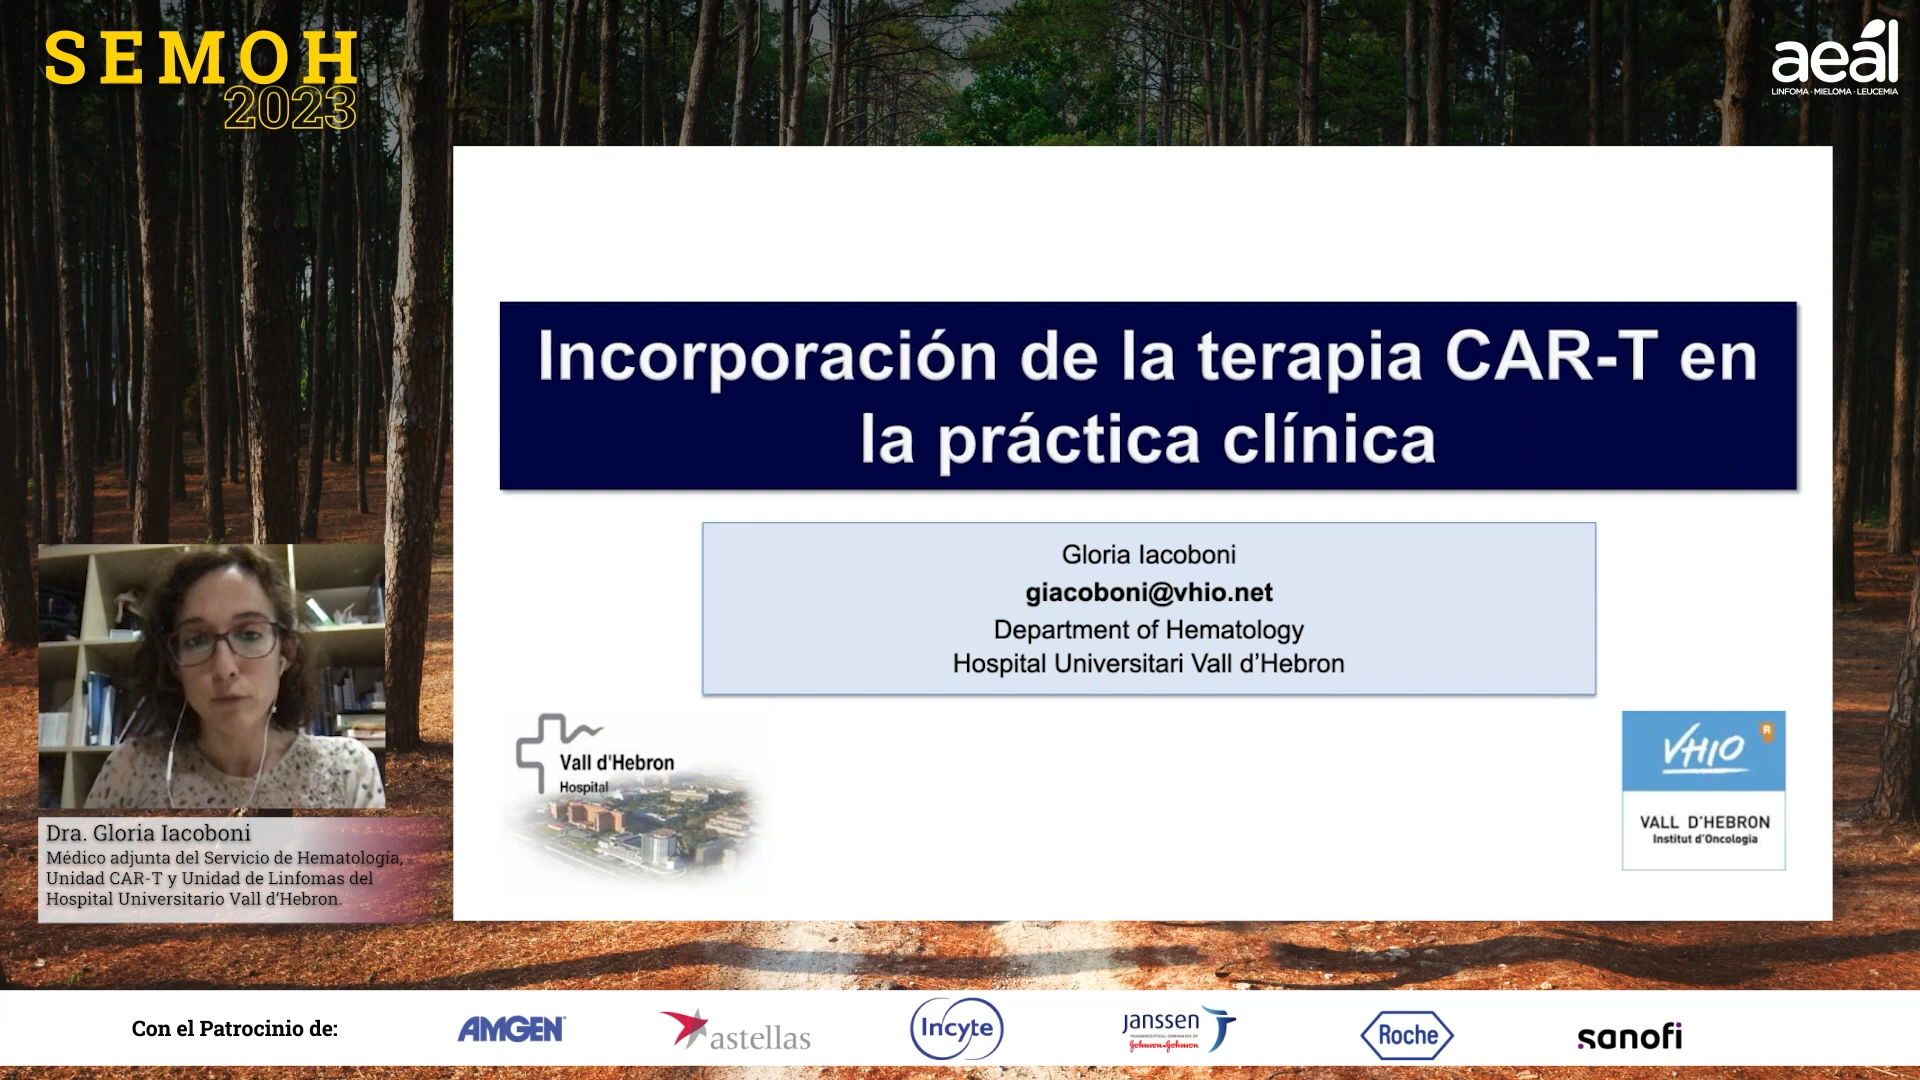 SEMOH
2023
aeál
LINFOMA · MIELOMA · LEUCEMIA
Incorporación de la terapia CAR-T en
la práctica clínica
Gloria Iacoboni
giacoboni@vhio.net
Department of Hematology
Hospital Universitari Vall d’Hebron
Vall d'Hebron
Hospital
VHIO
VALL D'HEBRON
Institut d'Oncologia
Dra. Gloria Iacoboni
Médico adjunta del Servicio de Hematología,
Unidad CAR-T y Unidad de Linfomas del
Hospital Universitario Vall d’Hebron.
Con el Patrocinio de:
AMGEN
astellas
Incyte
janssen
Johnson & Johnson
Roche
sanofi